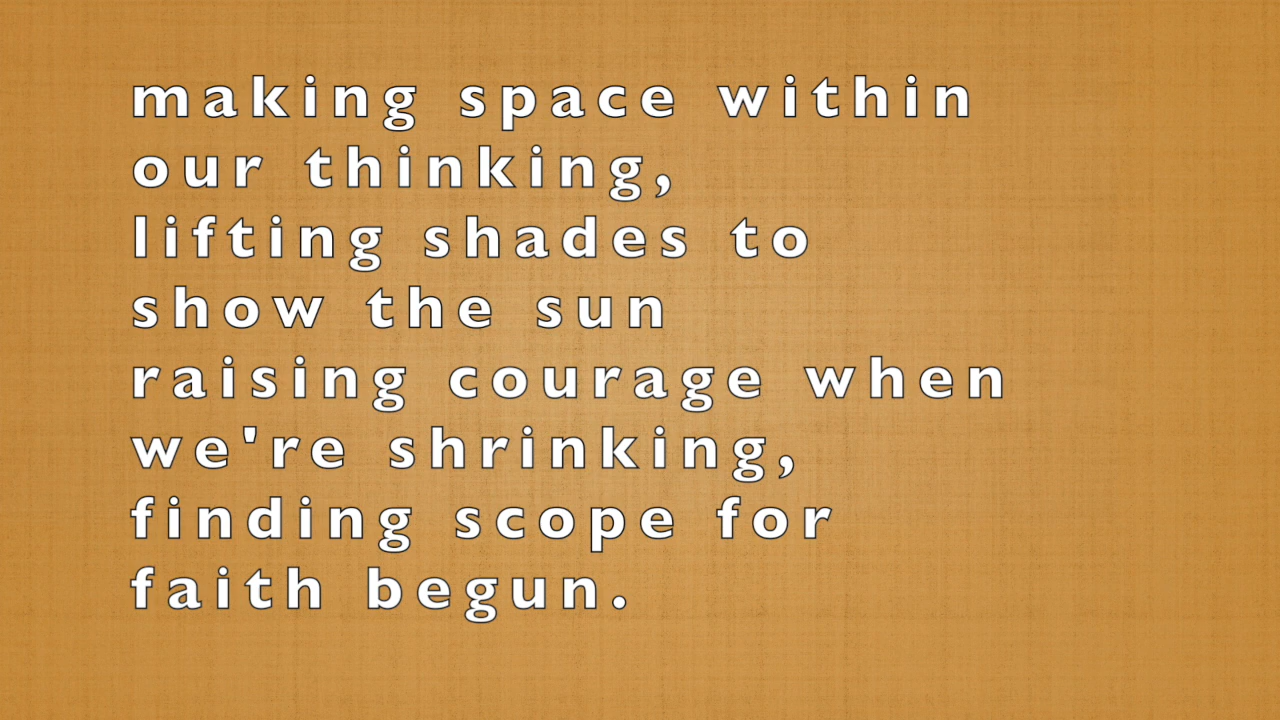 making space within
our thinking,
lifting shades to
show the sun
raising courage when
we're shrinking,
finding scope for
faith begun.